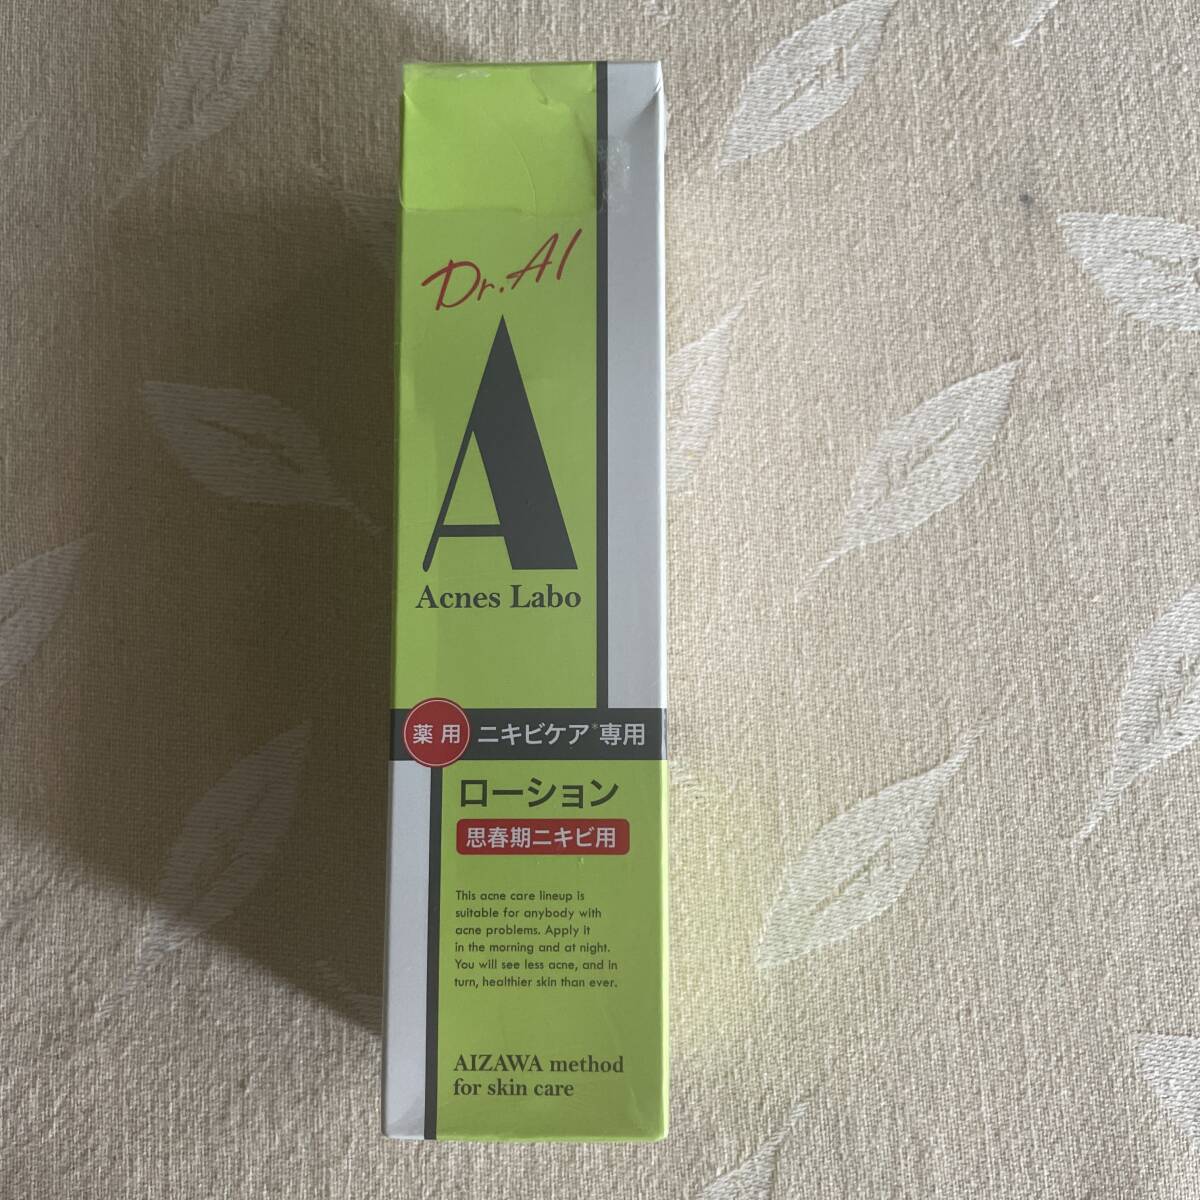 Dr.AI
A
Acnes Labo
薬用 ニキビケア*専用
ローション
思春期ニキビ用
This acne care lineup is
suitable for anybody with
acne problems. Apply it
in the morning and at night.
You will see less acne, and in
turn, healthier skin than ever.
AIZAWA method
for skin care